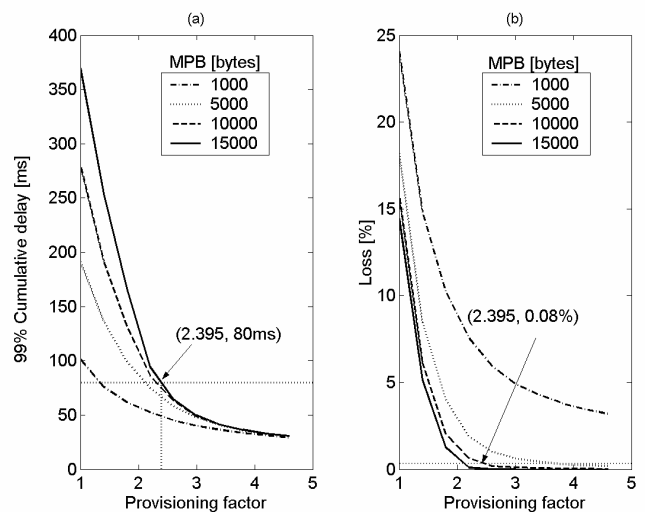 (a)
99% Cumulative delay [ms]
400
350
300
250
200
150
100
50
0
MPB [bytes]
1000
5000
10000
15000
(2.395, 80ms)
1 2 3 4 5
Provisioning factor
(b)
Loss [%]
25
20
15
10
5
0
MPB [bytes]
1000
5000
10000
15000
(2.395, 0.08%)
1 2 3 4 5
Provisioning factor